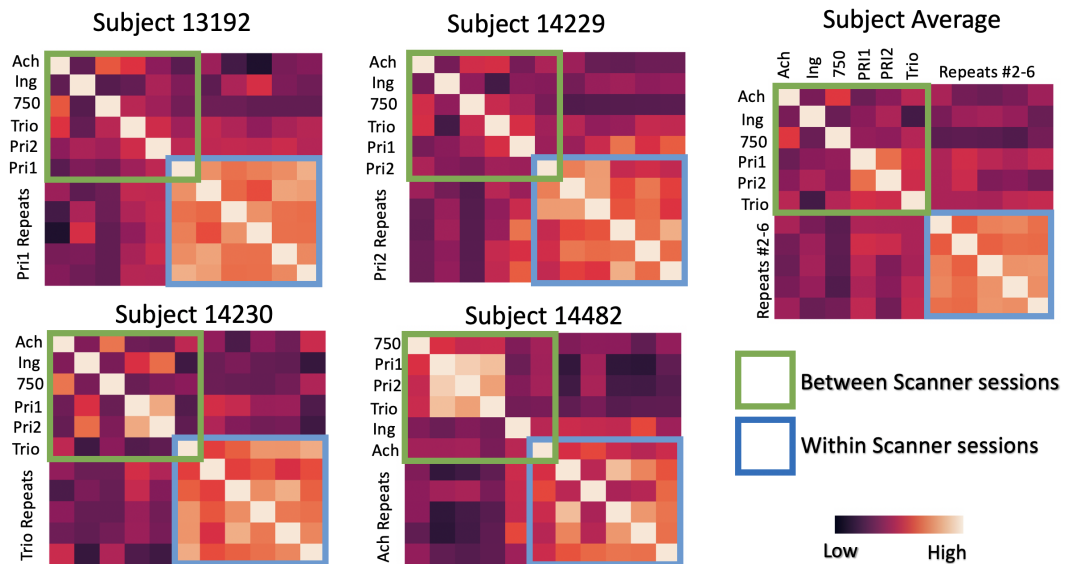 Subject 13192
Ach
Ing
750
Trio
Pri2
Pri1
Pri1 Repeats
Subject 14229
Ach
Ing
750
Trio
Pri1
Pri2
Pri2 Repeats
Subject Average
Ach
Ing
750
PRI1
PRI2
Trio
Repeats #2-6
Ach
Ing
750
Pri1
Pri2
Trio
Repeats #2-6
Subject 14230
Ach
Ing
750
Pri1
Pri2
Trio
Trio Repeats
Subject 14482
750
Pri1
Pri2
Trio
Ing
Ach
Ach Repeats
Between Scanner sessions
Within Scanner sessions
Low
High